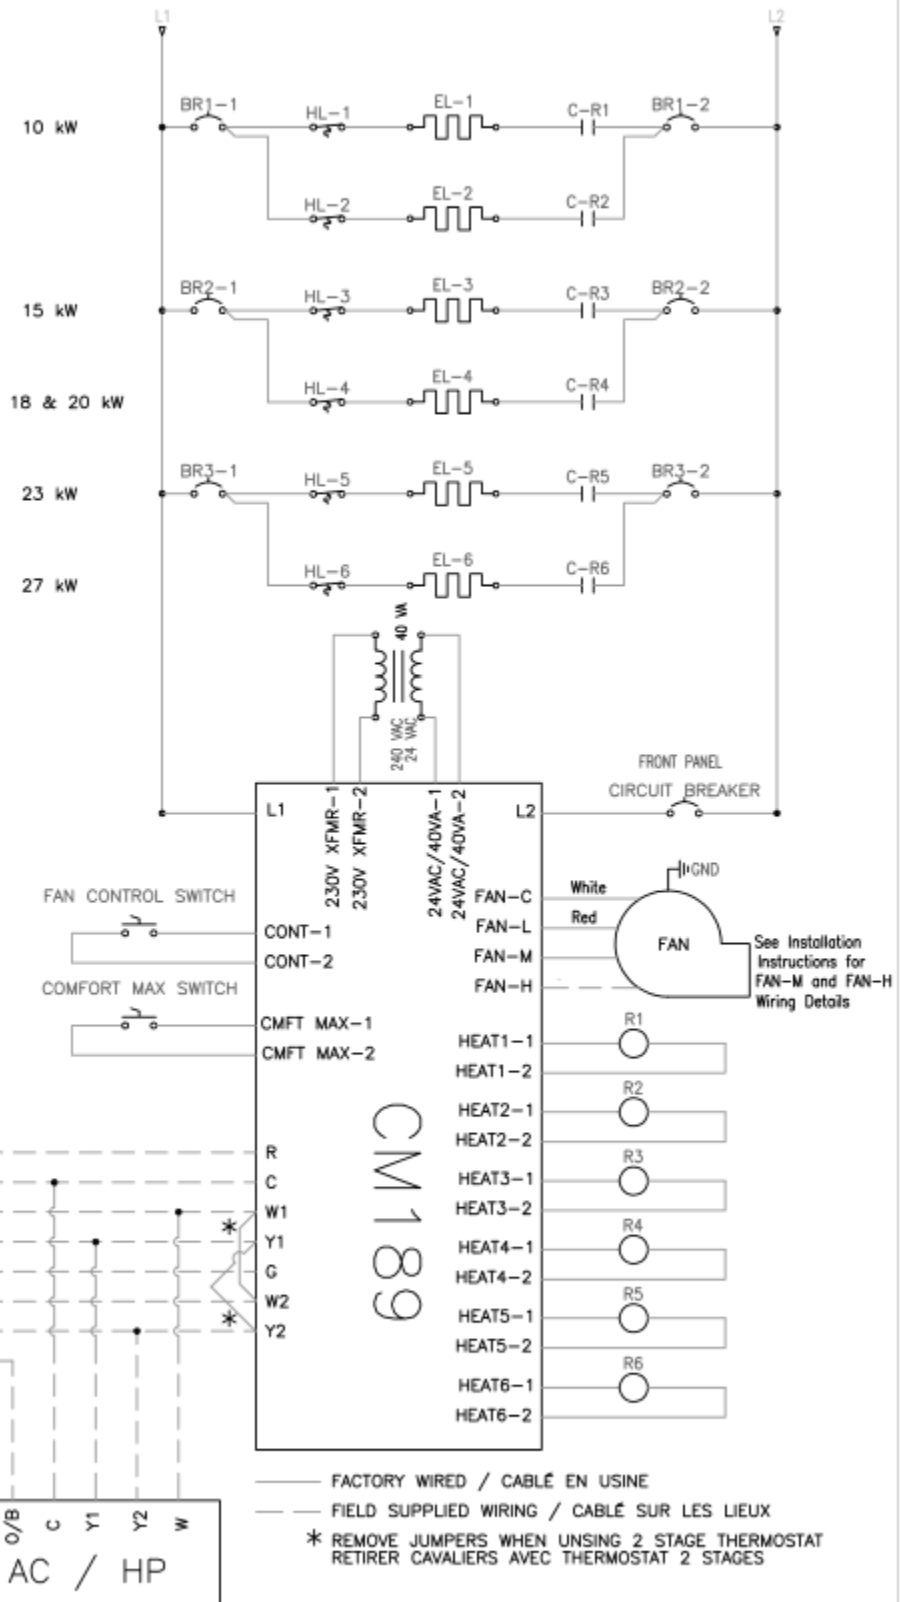 L1 L2
BR1-1 HL-1 EL-1 C-R1 BR1-2
10 kW
HL-2 EL-2 C-R2
BR2-1 HL-3 EL-3 C-R3 BR2-2
15 kW
HL-4 EL-4 C-R4
18 & 20 kW
BR3-1 HL-5 EL-5 C-R5 BR3-2
23 kW
HL-6 EL-6 C-R6
27 kW
40 VA
240 VAC
24 VAC
FRONT PANEL
CIRCUIT BREAKER
L1
230V XFMR-1
230V XFMR-2
24VAC/40VA-1
24VAC/40VA-2
L2
GND
FAN CONTROL SWITCH
CONT-1
CONT-2
COMFORT MAX SWITCH
CMFT MAX-1
CMFT MAX-2
FAN-C White
FAN-L Red
FAN-M
FAN-H
FAN
See Installation
Instructions for
FAN-M and FAN-H
Wiring Details
HEAT1-1 R1
HEAT1-2
HEAT2-1 R2
HEAT2-2
HEAT3-1 R3
HEAT3-2
HEAT4-1 R4
HEAT4-2
HEAT5-1 R5
HEAT5-2
HEAT6-1 R6
HEAT6-2
CM189
R
C
W1
*
Y1
G
W2
*
Y2
FACTORY WIRED / CABLÉ EN USINE
FIELD SUPPLIED WIRING / CABLÉ SUR LES LIEUX
* REMOVE JUMPERS WHEN UNSING 2 STAGE THERMOSTAT
RETIRER CAVALIERS AVEC THERMOSTAT 2 STAGES
O/B C Y1 Y2 W
AC / HP